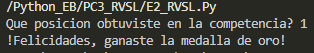 /Python_EB/PC3_RVSL/E2_RVSL.Py
Que posicion obtuviste en la competencia? 1
!Felicidades, ganaste la medalla de oro!